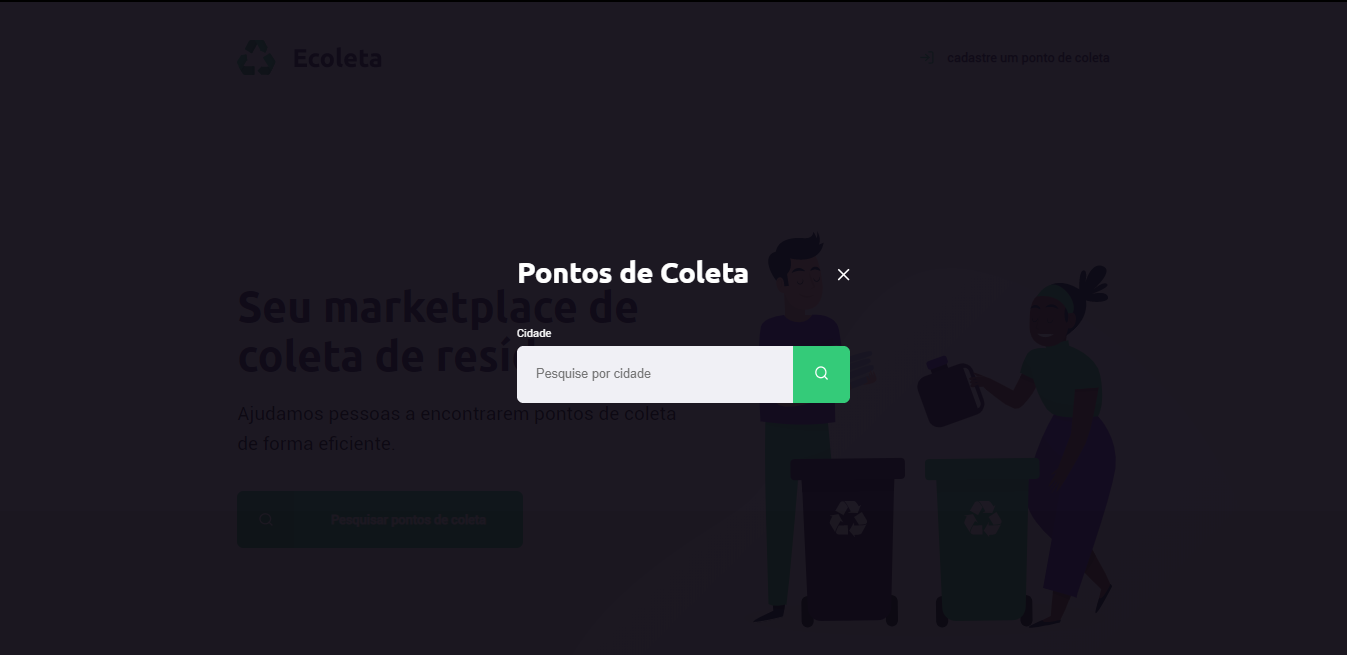 Ecoleta
cadastre um ponto de coleta
Pontos de Coleta
Seu marketplace de
coleta de resí
Cidade
Pesquise por cidade
Ajudamos pessoas a encontrarem pontos de coleta
de forma eficiente.
Pesquisar pontos de coleta